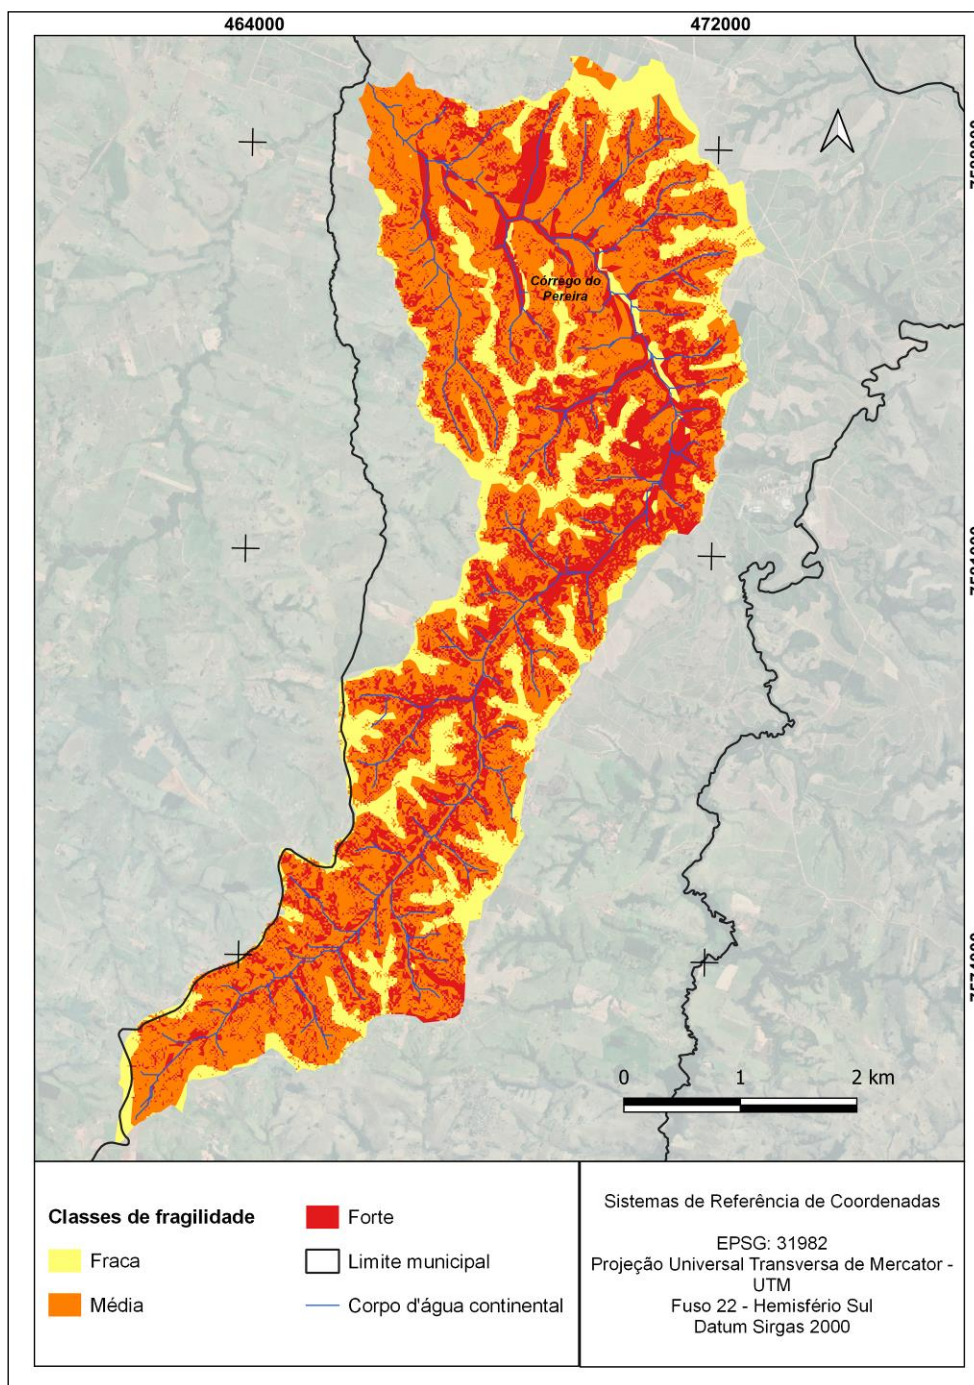 464000
472000
Córrego do
Pereira
0 1 2 km
Classes de fragilidade
Fraca
Média
Forte
Limite municipal
Corpo d'água continental
Sistemas de Referência de Coordenadas
EPSG: 31982
Projeção Universal Transversa de Mercator -
UTM
Fuso 22 - Hemisfério Sul
Datum Sirgas 2000